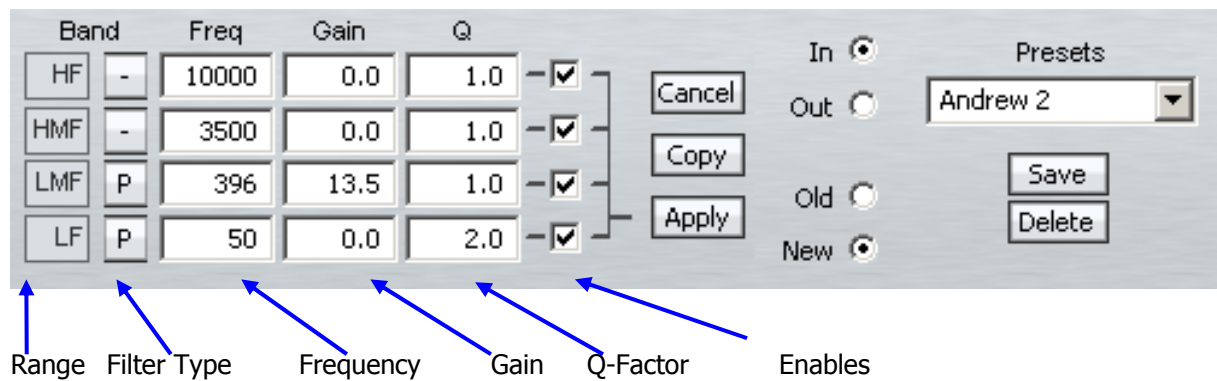 Band Freq Gain Q
HF - 10000 0.0 1.0
HMF - 3500 0.0 1.0
LMF P 396 13.5 1.0
LF P 50 0.0 2.0
Cancel
Copy
Apply
In
Out
Old
New
Presets
Andrew 2
Save
Delete
Range Filter Type Frequency Gain Q-Factor Enables